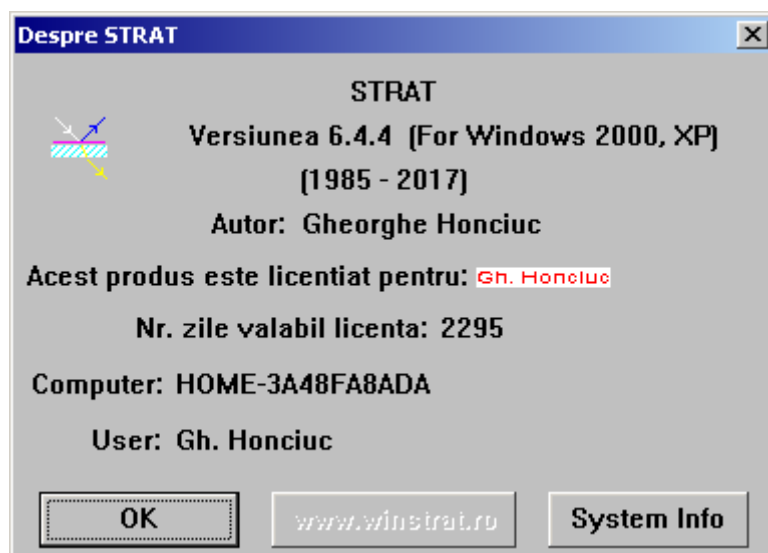 Despre STRAT
STRAT
Versiunea 6.4.4 (For Windows 2000, XP)
(1985 - 2017)
Autor: Gheorghe Honciuc
Acest produs este licentiat pentru: Gh. Honciuc
Nr. zile valabil licenta: 2295
Computer: HOME-3A48FA8ADA
User: Gh. Honciuc
OK www.winstrat.ro System Info